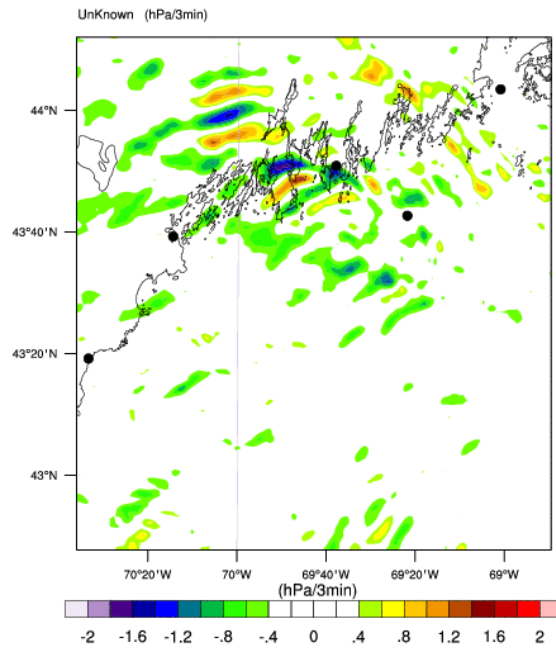 UnKnown (hPa/3min)
44°N
43°40'N
43°20'N
43°N
70°20'W 70°W 69°40'W 69°20'W 69°W
(hPa/3min)
-2 -1.6 -1.2 -.8 -.4 0 .4 .8 1.2 1.6 2